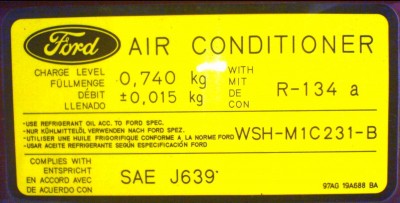 Ford AIR CONDITIONER
CHARGE LEVEL
FÜLLMENGE
DÉBIT
LLENADO
0,740 kg
±0,015 kg
WITH
MIT
DE
CON
R-134 a
-USE REFRIGERANT OIL ACC. TO FORD SPEC.
-NUR KÜHLMITTELÖL VERWENDEN NACH FORD SPEZ.
-UTILISER UNE HUILE FRIGORIFIQUE CONFORME A LA NORME FORD
-USAR ACEITE REFRIGERANTE SEGÚN ESPECIFICACIÓN FORD
WSH-M1C231-B
COMPLIES WITH
ENTSPRICHT
EN ACCORD AVEC
DE ACUERDO CON
SAE J639
97AG 19A688 BA